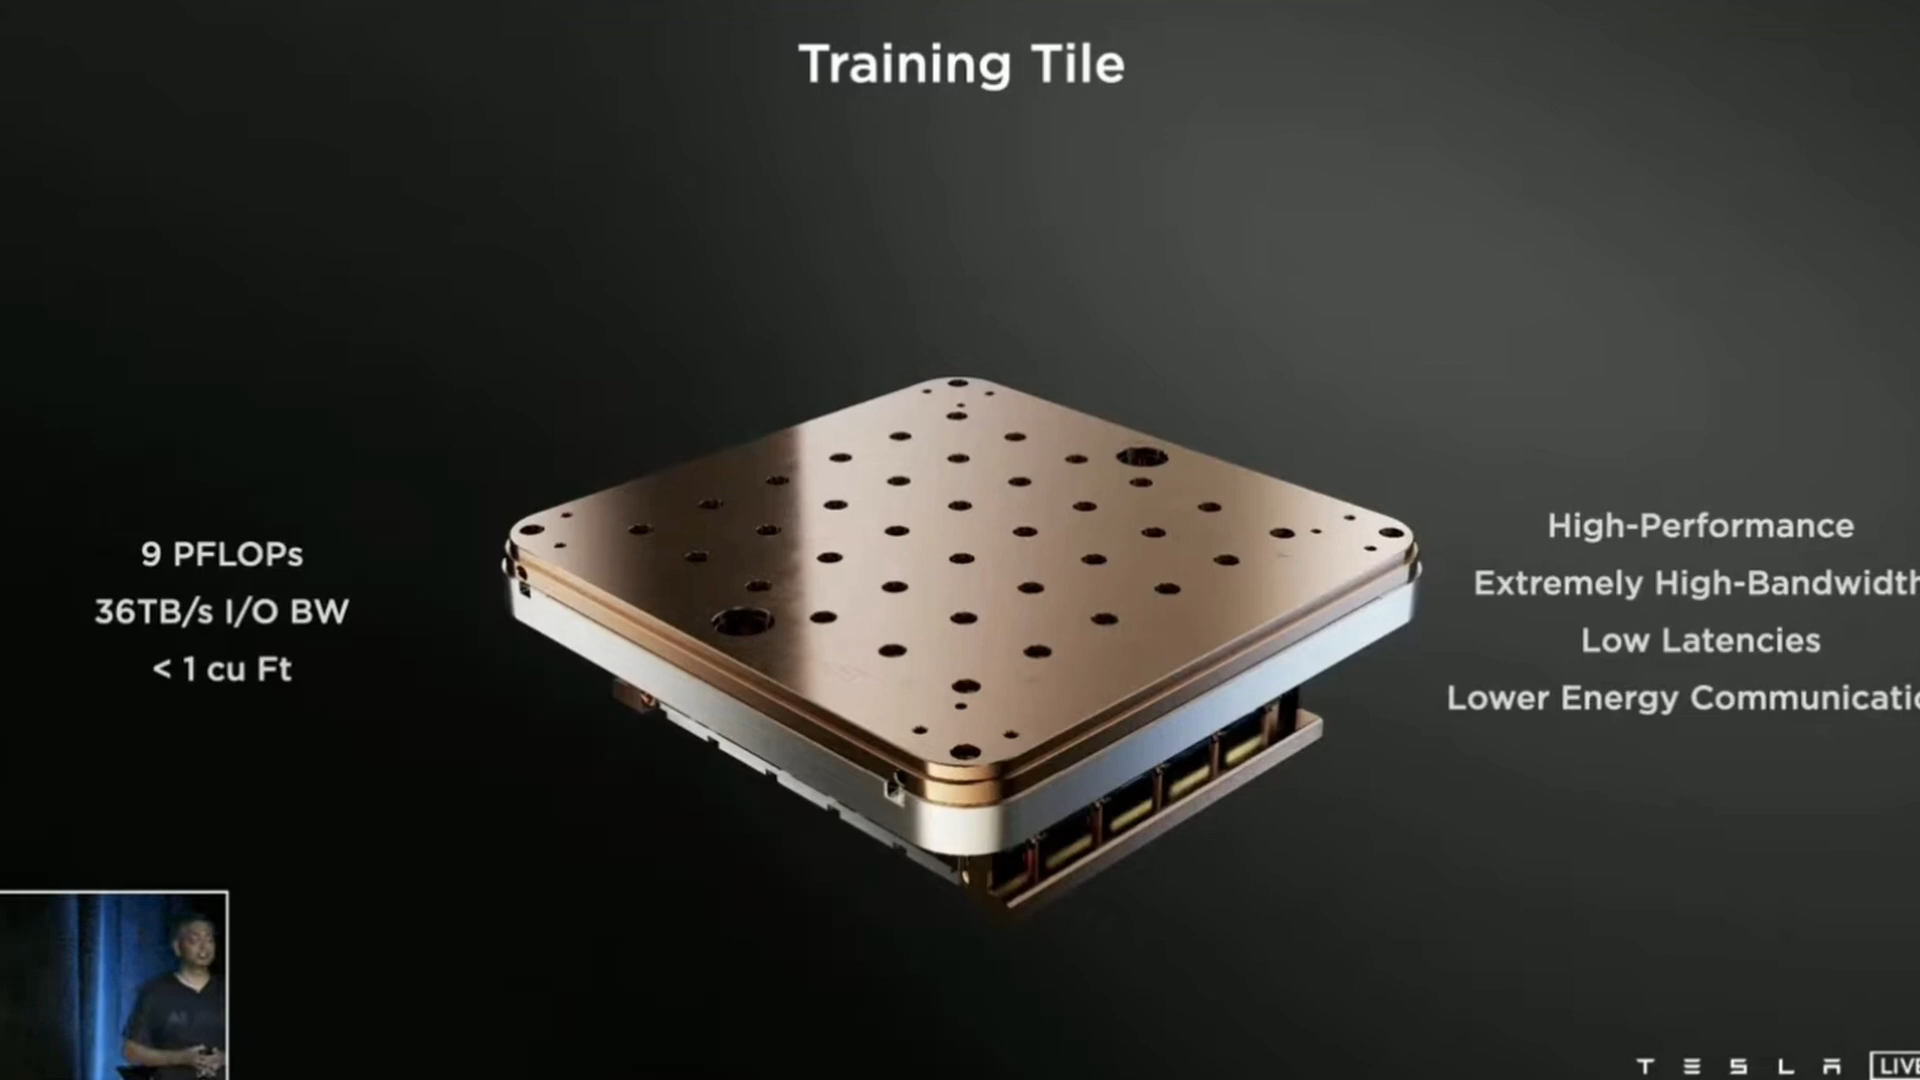 Training Tile
9 PFLOPs
36TB/s I/O BW
< 1 cu Ft
High-Performance
Extremely High-Bandwidth
Low Latencies
Lower Energy Communicatio
TESLA LIVE